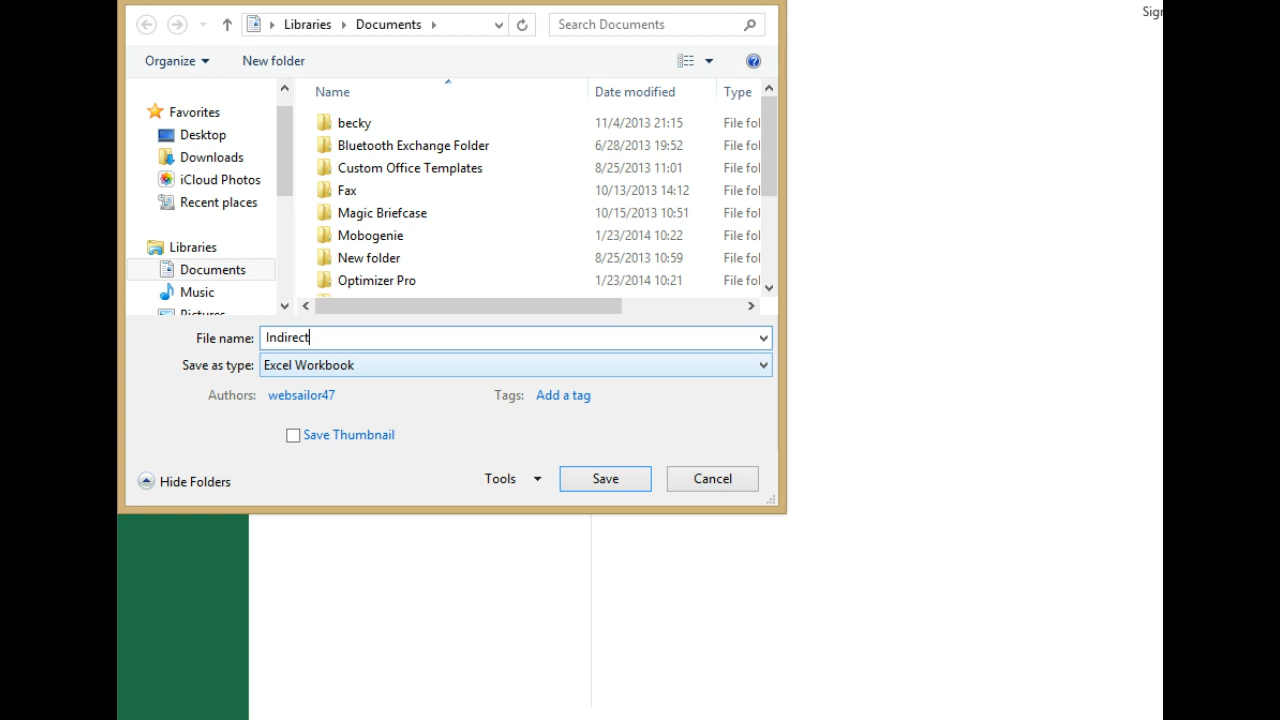 Sign
Libraries Documents Search Documents
Organize New folder
Name Date modified Type
Favorites
Desktop
Downloads
iCloud Photos
Recent places
Libraries
Documents
Music
Pictures
becky 11/4/2013 21:15 File fol
Bluetooth Exchange Folder 6/28/2013 19:52 File fol
Custom Office Templates 8/25/2013 11:01 File fol
Fax 10/13/2013 14:12 File fol
Magic Briefcase 10/15/2013 10:51 File fol
Mobogenie 1/23/2014 10:22 File fol
New folder 8/25/2013 10:59 File fol
Optimizer Pro 1/23/2014 10:21 File fol
File name: Indirect
Save as type: Excel Workbook
Authors: websailor47 Tags: Add a tag
Save Thumbnail
Hide Folders Tools Save Cancel